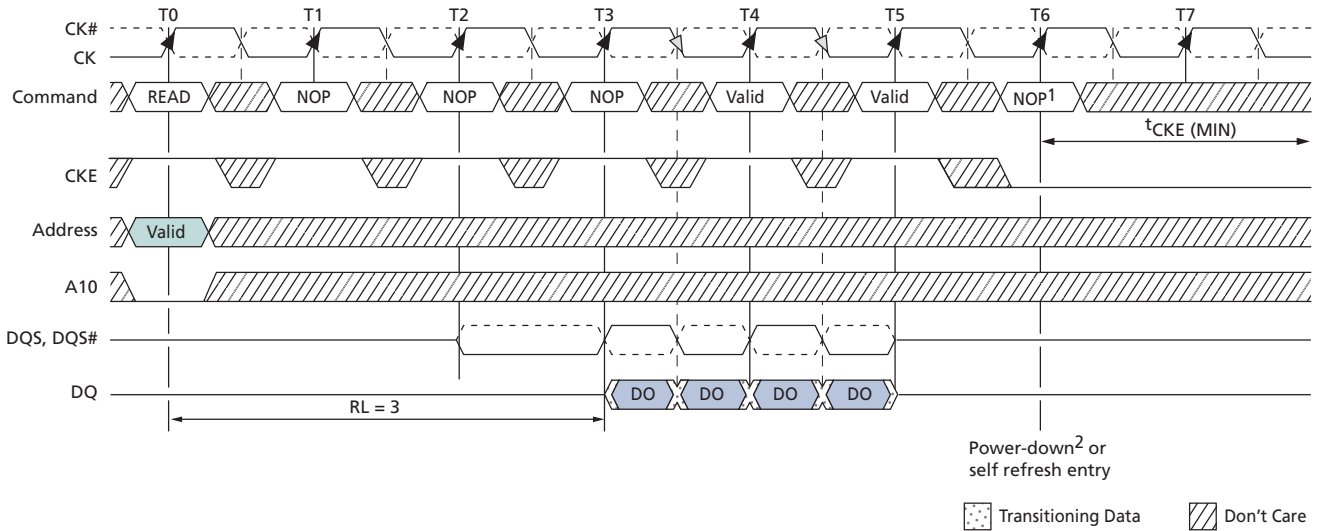 T0 T1 T2 T3 T4 T5 T6 T7
CK#
CK
Command READ NOP NOP NOP Valid Valid NOP1
tCKE (MIN)
CKE
Address Valid
A10
DQS, DQS#
DQ DO DO DO DO
RL = 3
Power-down2 or
self refresh entry
Transitioning Data Don't Care